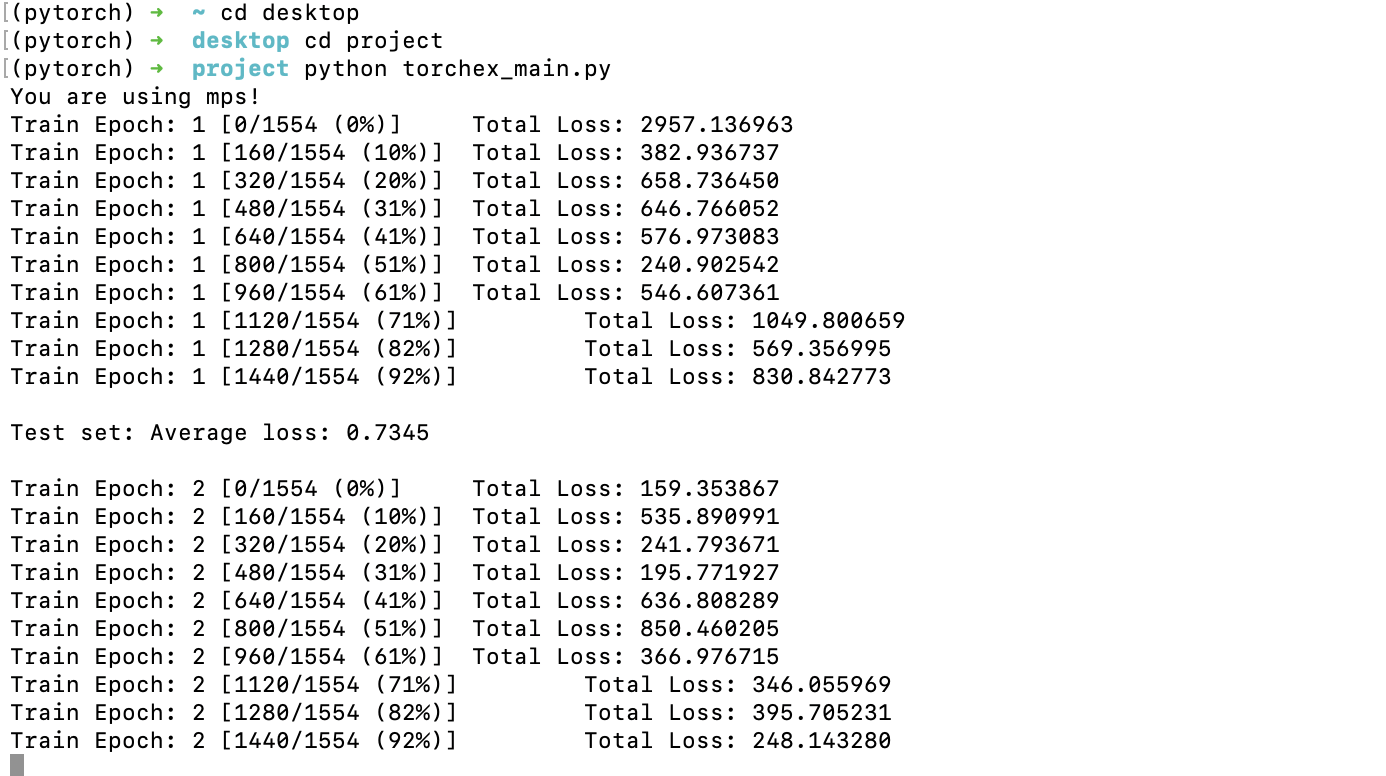 [(pytorch) → ~ cd desktop
[(pytorch) → desktop cd project
[(pytorch) → project python torchex_main.py
You are using mps!
Train Epoch: 1 [0/1554 (0%)] Total Loss: 2957.136963
Train Epoch: 1 [160/1554 (10%)] Total Loss: 382.936737
Train Epoch: 1 [320/1554 (20%)] Total Loss: 658.736450
Train Epoch: 1 [480/1554 (31%)] Total Loss: 646.766052
Train Epoch: 1 [640/1554 (41%)] Total Loss: 576.973083
Train Epoch: 1 [800/1554 (51%)] Total Loss: 240.902542
Train Epoch: 1 [960/1554 (61%)] Total Loss: 546.607361
Train Epoch: 1 [1120/1554 (71%)] Total Loss: 1049.800659
Train Epoch: 1 [1280/1554 (82%)] Total Loss: 569.356995
Train Epoch: 1 [1440/1554 (92%)] Total Loss: 830.842773
Test set: Average loss: 0.7345
Train Epoch: 2 [0/1554 (0%)] Total Loss: 159.353867
Train Epoch: 2 [160/1554 (10%)] Total Loss: 535.890991
Train Epoch: 2 [320/1554 (20%)] Total Loss: 241.793671
Train Epoch: 2 [480/1554 (31%)] Total Loss: 195.771927
Train Epoch: 2 [640/1554 (41%)] Total Loss: 636.808289
Train Epoch: 2 [800/1554 (51%)] Total Loss: 850.460205
Train Epoch: 2 [960/1554 (61%)] Total Loss: 366.976715
Train Epoch: 2 [1120/1554 (71%)] Total Loss: 346.055969
Train Epoch: 2 [1280/1554 (82%)] Total Loss: 395.705231
Train Epoch: 2 [1440/1554 (92%)] Total Loss: 248.143280